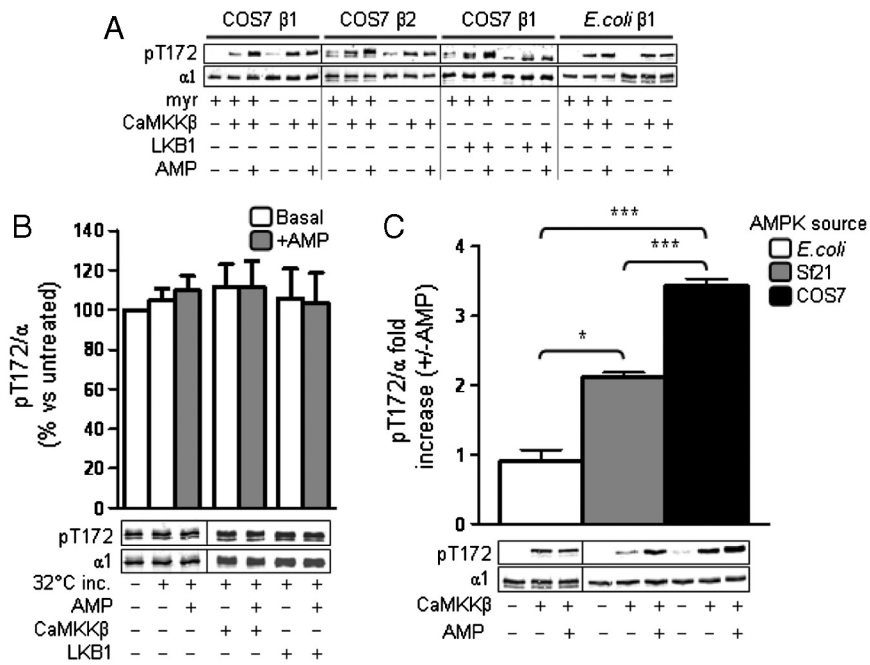 A
COS7 β1 COS7 β2 COS7 β1 E.coli β1
pT172
α1
myr + + + – – – + + + – – – + + + – – – + + + – – –
CaMKKβ – + + – + + – + + – + + – – – – – – – + + – + +
LKB1 – – – – – – – – – – – – – + + – + + – – – – – –
AMP – – + – – + – – + – – + – – + – – + – – + – – +
B
140
120
100
80
60
40
20
0
pT172/α
(% vs untreated)
Basal
+AMP
pT172
α1
32°C inc. – + + + + + +
AMP – – + – + – +
CaMKKβ – – – + + – –
LKB1 – – – – – + +
C
AMPK source
E.coli
Sf21
COS7
***
***
*
4
3
2
1
0
pT172/α fold
increase (+/-AMP)
pT172
α1
CaMKKβ – + + – + + – + +
AMP – – + – – + – – +